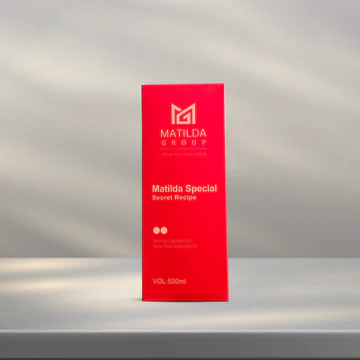 MATILDA
GROUP
Matilda Special
Secret Recipe
VOL:500ml